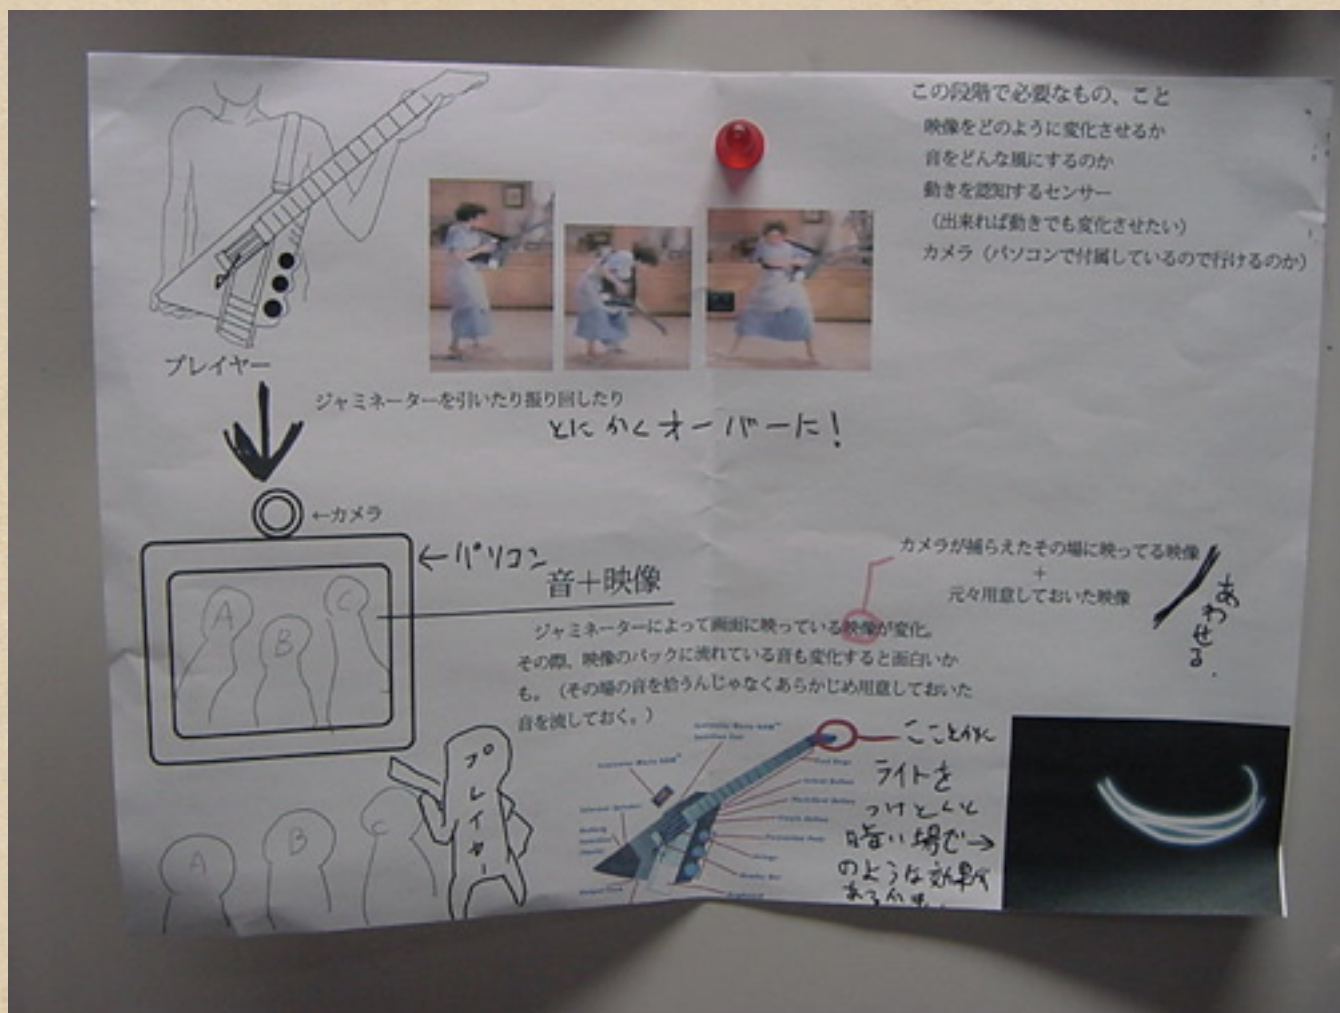 この段階で必要なもの、こと
映像をどのように変化させるか
音をどんな風にするのか
動きを認知するセンサー
(出来れば動きでも変化させたい)
カメラ(パソコンで付属しているので行けるのか)
プレイヤー
ジャミネーターを引いたり振り回したり
とにかくオーバーに!
←カメラ
←パソコン
音+映像
カメラが捕らえたその場に映ってる映像
+
元々用意しておいた映像
あわせる.
ジャミネーターによって画面に映っている映像が変化。
その際、映像のバックに流れている音も変化すると面白いか
も。(その場の音を拾うんじゃなくあらかじめ用意しておいた
音を流しておく。)
A
B
C
プレイヤー
A
B
C
こことかに
ライトを
つけとくと
暗い場で→
のような効果が
あるかも.